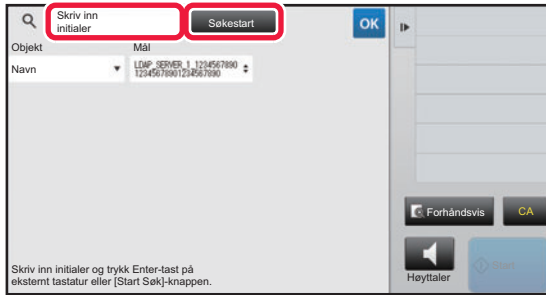 Skriv inn
initialer
Søkestart
OK
Objekt
Mål
Navn
LDAP_SERVER_1_1234567890
12345678901234567890
Forhåndsvis
CA
Skriv inn initialer og trykk Enter-tast på
eksternt tastatur eller [Start Søk]-knappen.
Høyttaler
Start